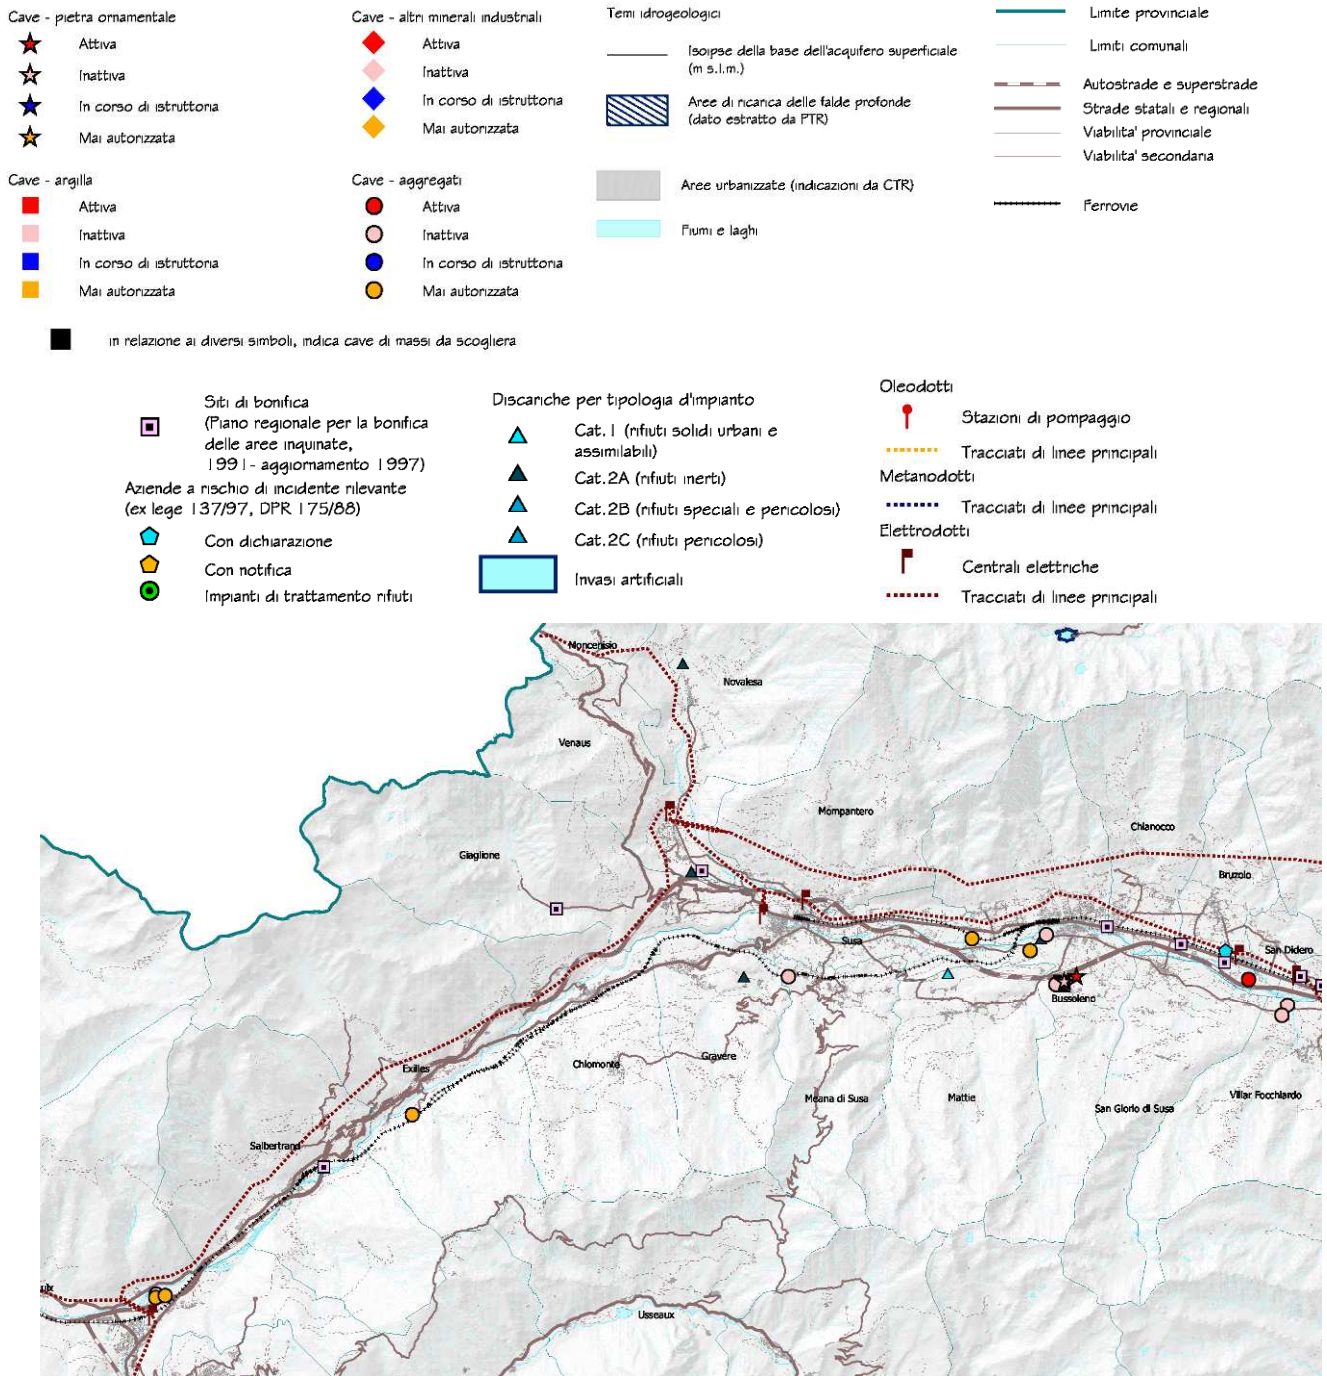 Cave - pietra ornamentale
Attiva
Inattiva
In corso di istruttoria
Mai autorizzata
Cave - argilla
Attiva
Inattiva
In corso di istruttoria
Mai autorizzata
Cave - altri minerali industriali
Attiva
Inattiva
In corso di istruttoria
Mai autorizzata
Cave - aggregati
Attiva
Inattiva
In corso di istruttoria
Mai autorizzata
in relazione ai diversi simboli, indica cave di massi da scogliera
Temi idrogeologici
Isoipse della base dell'acquifero superficiale
(m s.l.m.)
Aree di ricarica delle falde profonde
(dato estratto da PTR)
Aree urbanizzate (indicazioni da CTR)
Fiumi e laghi
Limite provinciale
Limiti comunali
Autostrade e superstrade
Strade statali e regionali
Viabilita' provinciale
Viabilita' secondaria
Ferrovie
Siti di bonifica
(Piano regionale per la bonifica
delle aree inquinate,
1991- aggiornamento 1997)
Aziende a rischio di incidente rilevante
(ex lege 137/97, DPR 175/88)
Con dichiarazione
Con notifica
Impianti di trattamento rifiuti
Discariche per tipologia d'impianto
Cat.1 (rifiuti solidi urbani e
assimilabili)
Cat.2A (rifiuti inerti)
Cat.2B (rifiuti speciali e pericolosi)
Cat.2C (rifiuti pericolosi)
Invasi artificiali
Oleodotti
Stazioni di pompaggio
Tracciati di linee principali
Metanodotti
Tracciati di linee principali
Elettrodotti
Centrali elettriche
Tracciati di linee principali
Moncenisio
Novalesa
Venaus
Mompantero
Chianocco
Giaglione
Bruzolo
Susa
San Didero
Bussoleno
Chiomonte
Gravere
Exilles
Meana di Susa
Mattie
San Giorio di Susa
Villar Focchiardo
Salbertrand
Usseaux